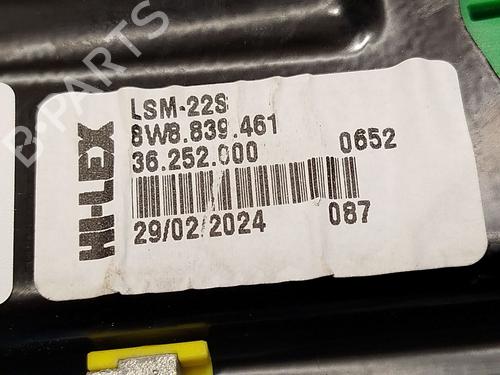 HI-LEX
LSM-22S
8W8.839.461
36.252.000
0652
29/02/2024
087
B-PARTS